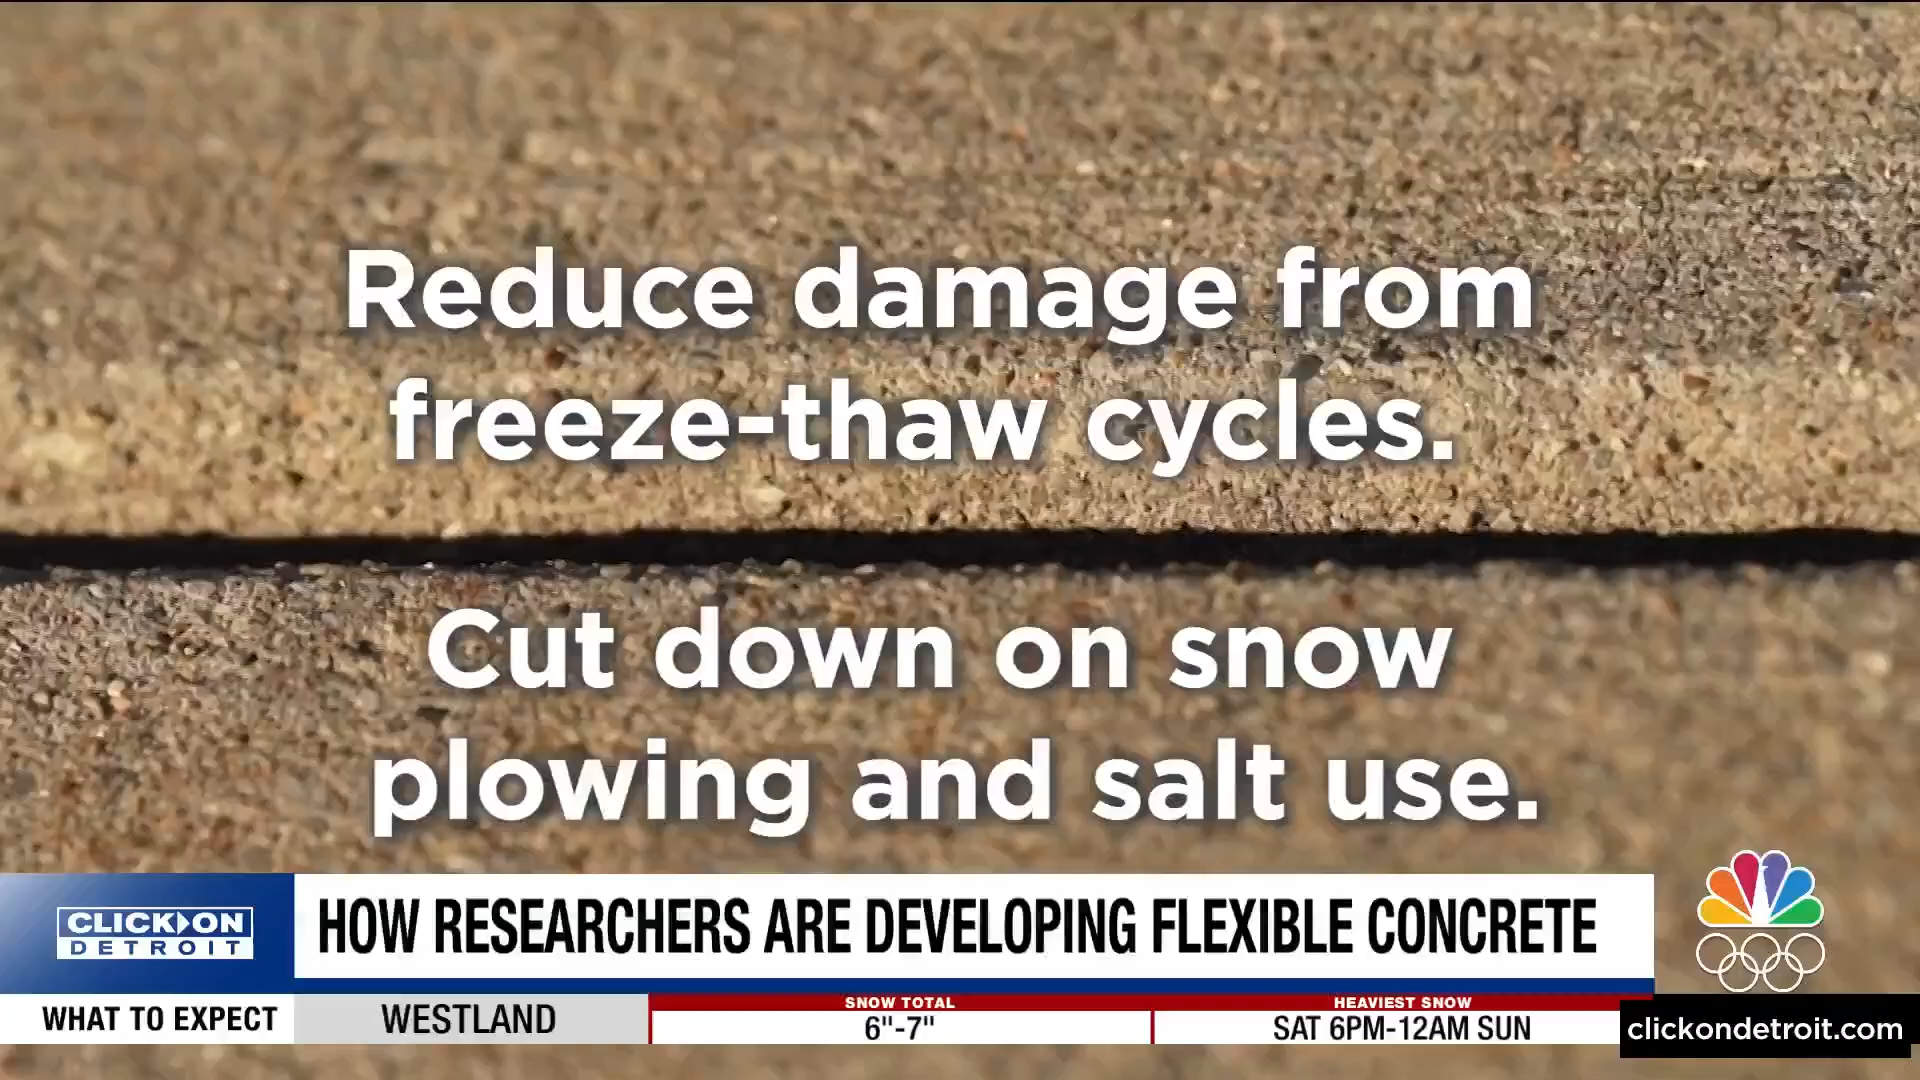 Reduce damage from
freeze-thaw cycles.
Cut down on snow
plowing and salt use.
CLICK ON
DETROIT
HOW RESEARCHERS ARE DEVELOPING FLEXIBLE CONCRETE
WHAT TO EXPECT
WESTLAND
SNOW TOTAL
6"-7"
HEAVIEST SNOW
SAT 6PM-12AM SUN
clickondetroit.com